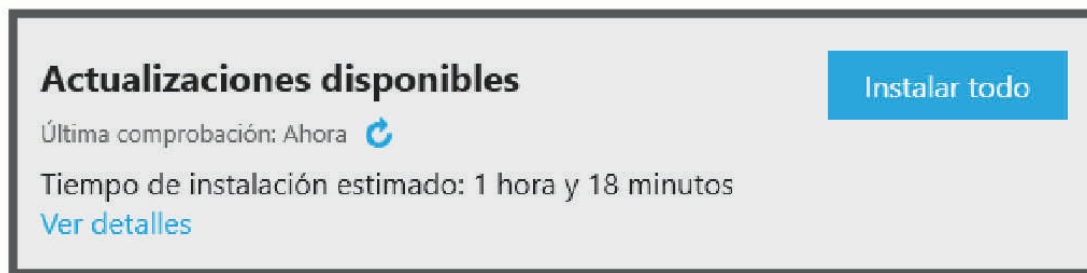 Actualizaciones disponibles
Instalar todo
Última comprobación: Ahora
Tiempo de instalación estimado: 1 hora y 18 minutos
Ver detalles